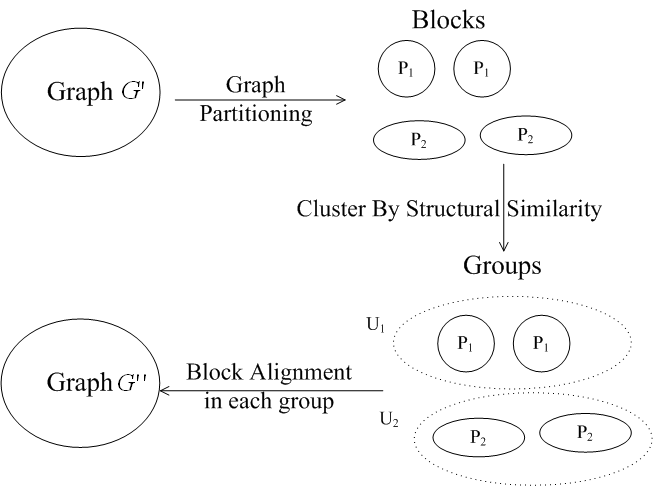 Blocks
Graph G'
Graph
Partitioning
P₁ P₁
P₂ P₂
Cluster By Structural Similarity
Groups
U₁
P₁ P₁
Graph G''
Block Alignment
in each group
U₂
P₂ P₂